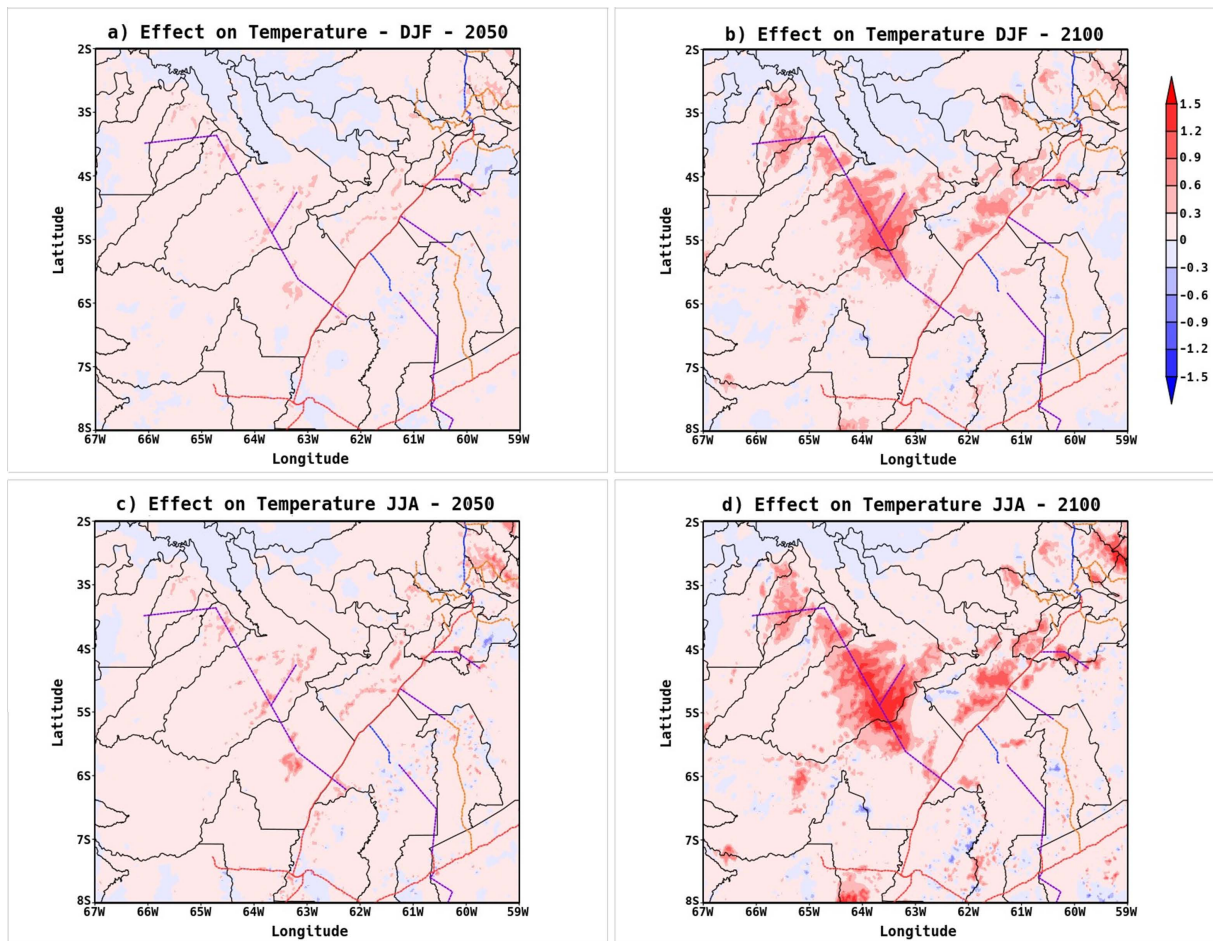 a) Effect on Temperature - DJF - 2050
2S
3S
4S
5S
6S
7S
8S
Latitude
67W 66W 65W 64W 63W 62W 61W 60W 59W
Longitude
b) Effect on Temperature DJF - 2100
2S
3S
4S
5S
6S
7S
8S
Latitude
67W 66W 65W 64W 63W 62W 61W 60W 59W
Longitude
1.5
1.2
0.9
0.6
0.3
0
-0.3
-0.6
-0.9
-1.2
-1.5
c) Effect on Temperature JJA - 2050
2S
3S
4S
5S
6S
7S
8S
Latitude
67W 66W 65W 64W 63W 62W 61W 60W 59W
Longitude
d) Effect on Temperature JJA - 2100
2S
3S
4S
5S
6S
7S
8S
Latitude
67W 66W 65W 64W 63W 62W 61W 60W 59W
Longitude